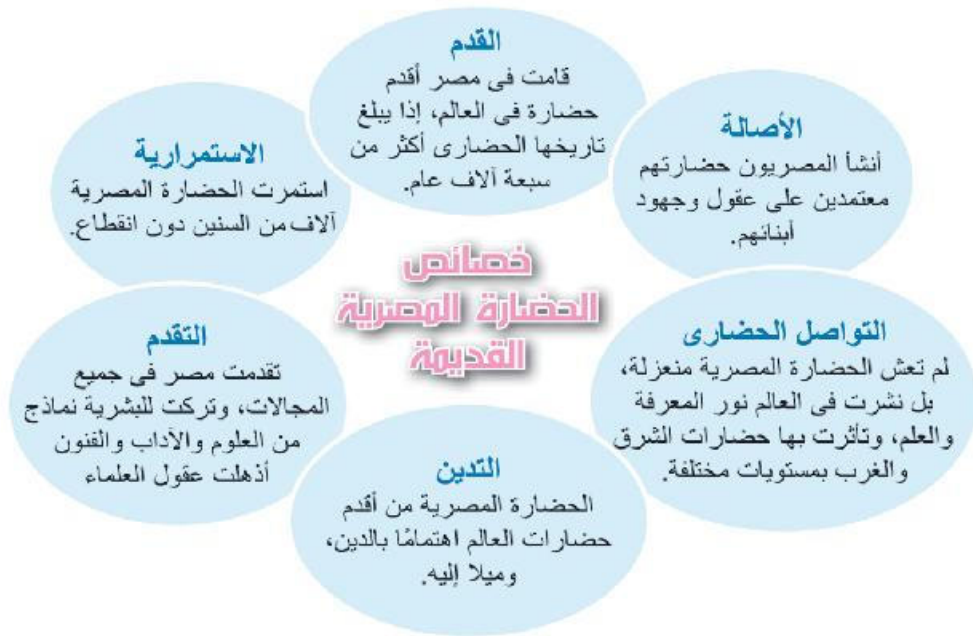 القدم
قامت فى مصر أقدم
حضارة فى العالم، إذا يبلغ
تاريخها الحضارى أكثر من
سبعة آلاف عام.
الأصالة
أنشأ المصريون حضارتهم
معتمدين على عقول وجهود
أبنائهم.
الاستمرارية
استمرت الحضارة المصرية
آلاف من السنين دون انقطاع.
خصائص
الحضارة المصرية
القديمة
التواصل الحضارى
لم تعش الحضارة المصرية منعزلة،
بل نشرت فى العالم نور المعرفة
والعلم، وتأثرت بها حضارات الشرق
والغرب بمستويات مختلفة.
التقدم
تقدمت مصر فى جميع
المجالات، وتركت للبشرية نماذج
من العلوم والآداب والفنون
أذهلت عقول العلماء
التدين
الحضارة المصرية من أقدم
حضارات العالم اهتمامًا بالدين،
وميلا إليه.